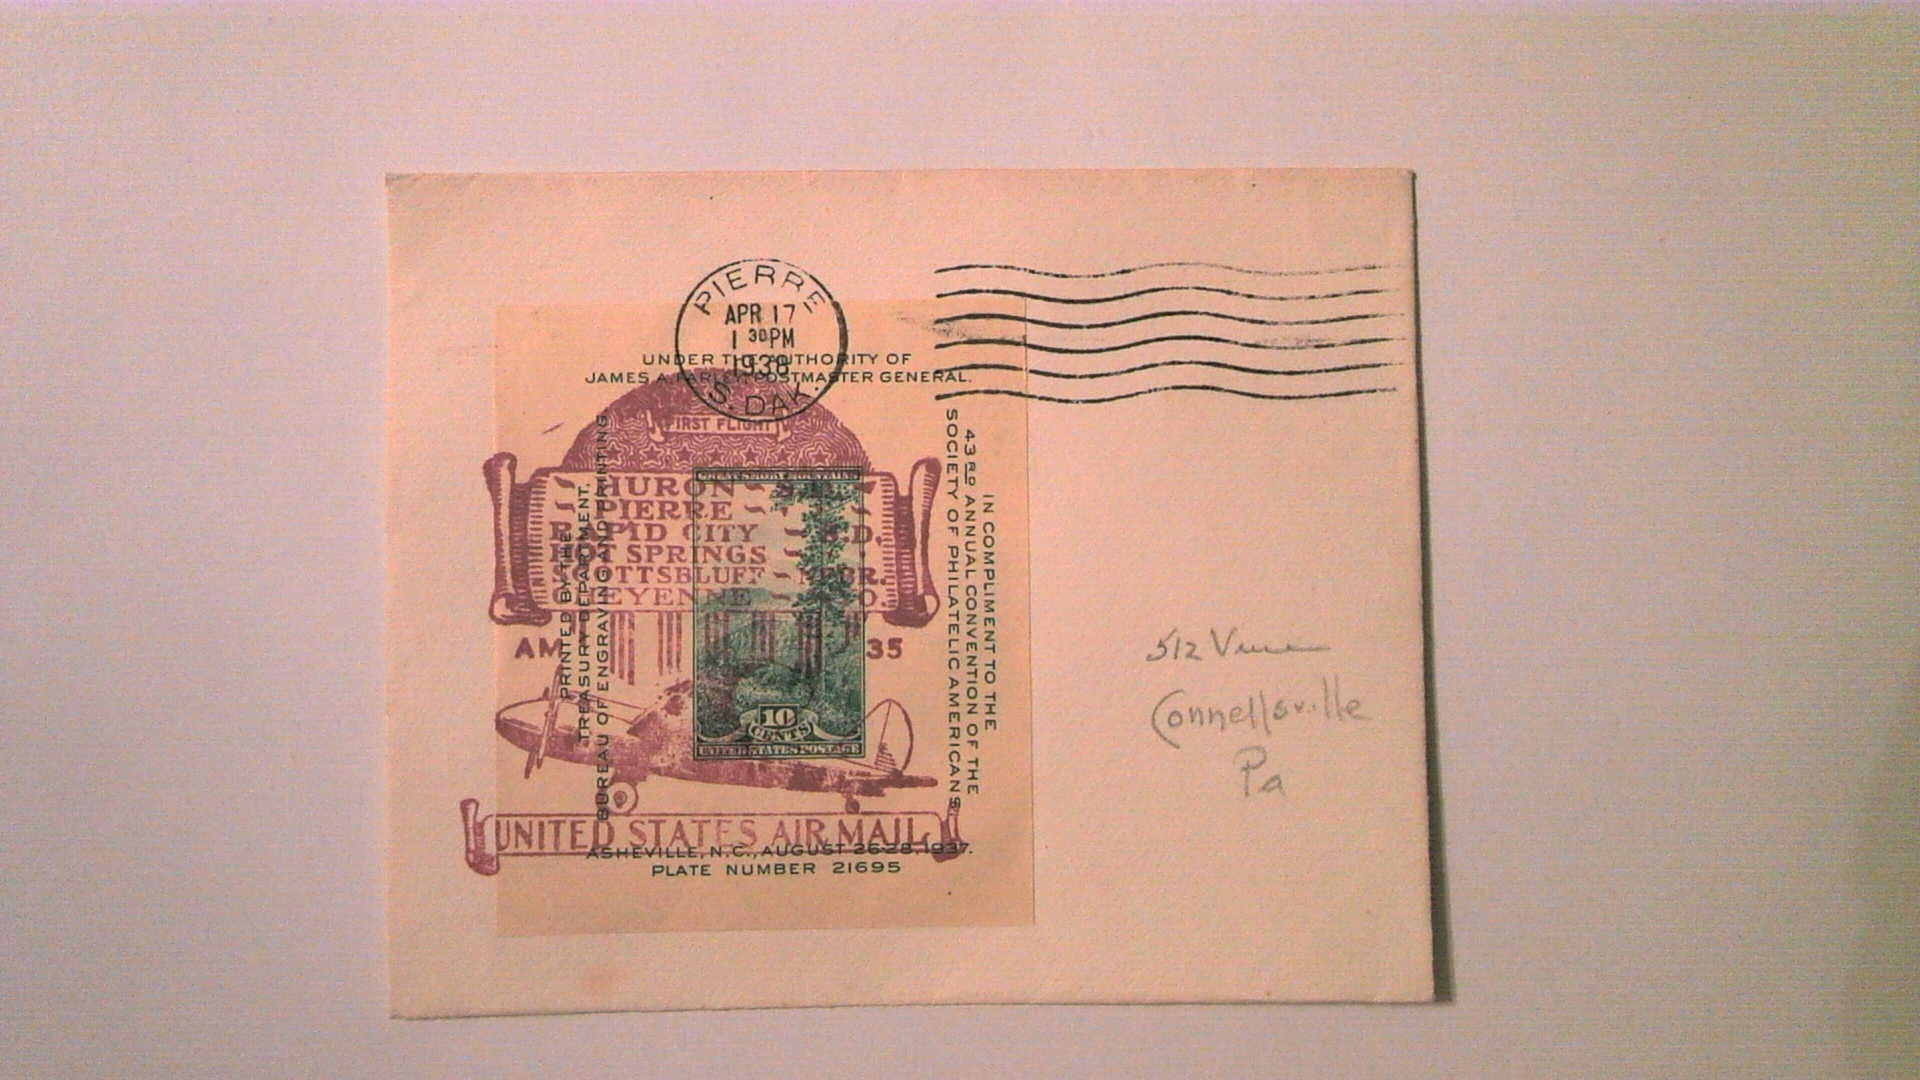 PIERRE
APR 17
1 30 PM
1938
S. DAK.
UNDER THE AUTHORITY OF
JAMES A. FARLEY, POSTMASTER GENERAL.
FIRST FLIGHT
HURON ~ S.D.
PIERRE ~
RAPID CITY ~ S.D.
HOT SPRINGS ~
SCOTTSBLUFF ~ NEBR.
CHEYENNE ~
AM 35
PRINTED BY THE
TREASURY DEPARTMENT,
BUREAU OF ENGRAVING AND PRINTING.
10
CENTS
UNITED STATES POSTAGE
IN COMPLIMENT TO THE
43RD ANNUAL CONVENTION OF THE
SOCIETY OF PHILATELIC AMERICANS
UNITED STATES AIR MAIL
ASHEVILLE, N.C., AUGUST 26-28, 1937.
PLATE NUMBER 21695
512 Vine
Connellsville
Pa